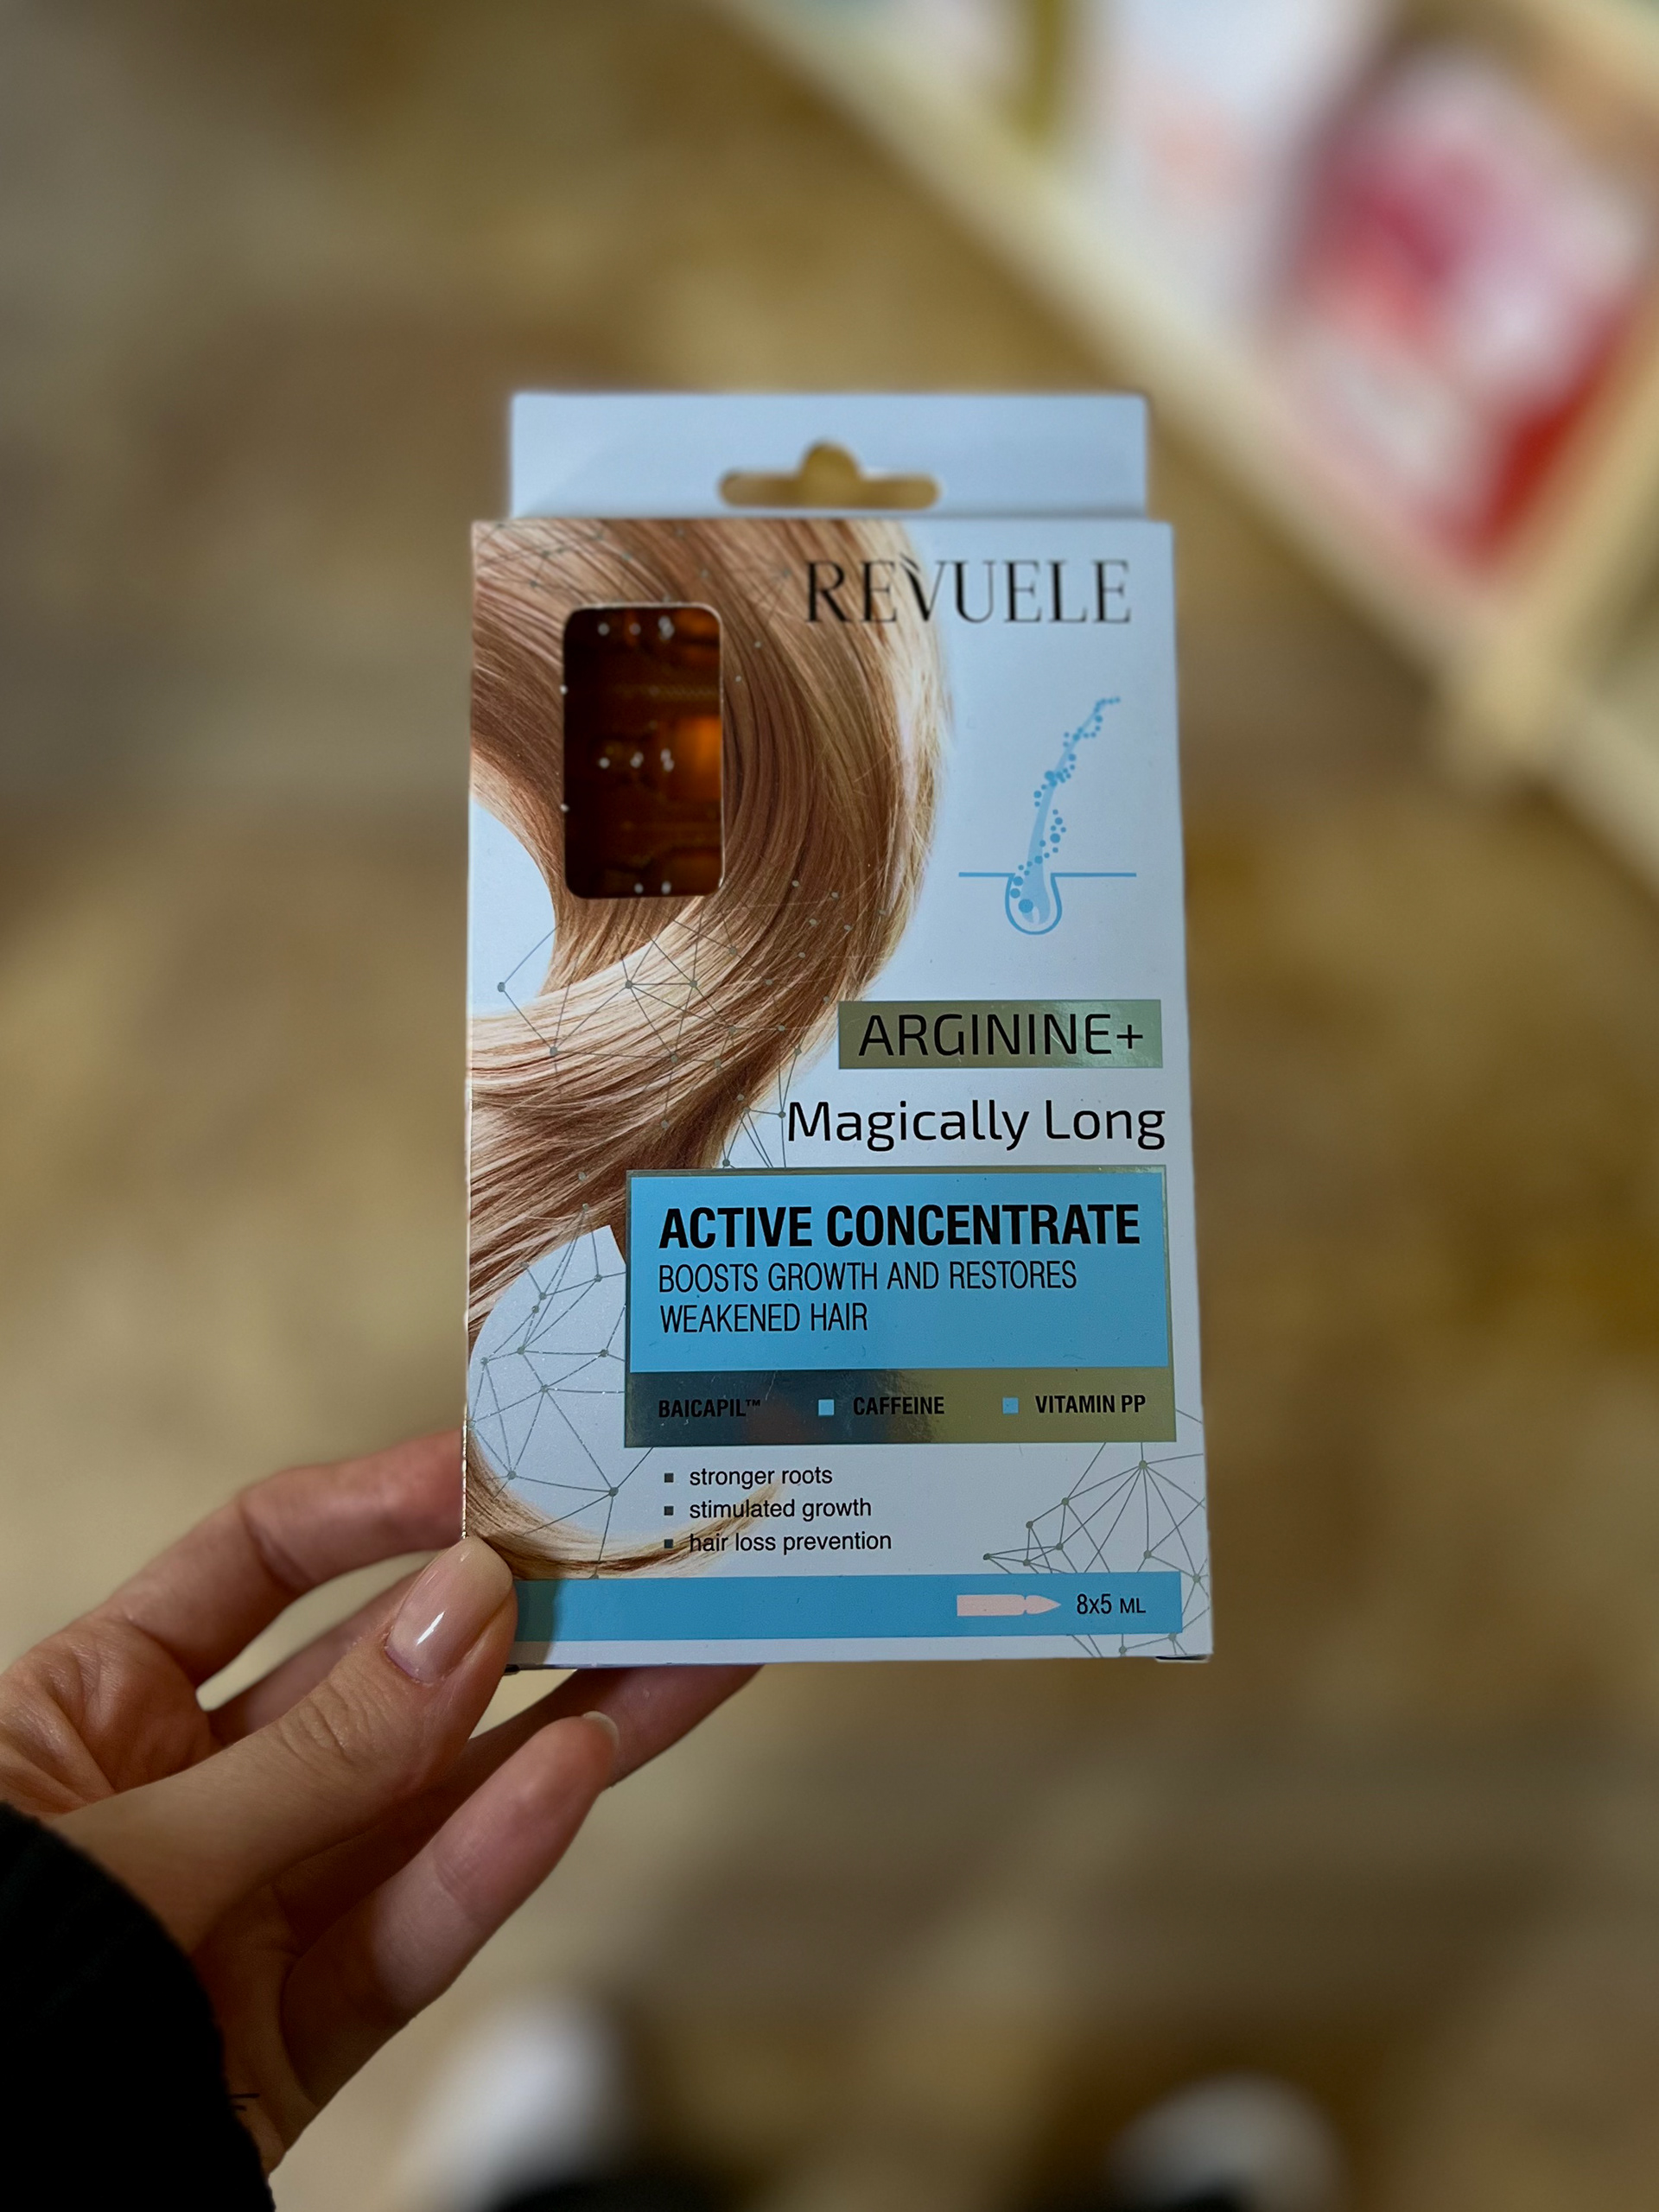 REVUELE
ARGININE+
Magically Long
ACTIVE CONCENTRATE
BOOSTS GROWTH AND RESTORES
WEAKENED HAIR
BAICAPIL™ ▪ CAFFEINE ▪ VITAMIN PP
▪ stronger roots
▪ stimulated growth
▪ hair loss prevention
8x5 ML